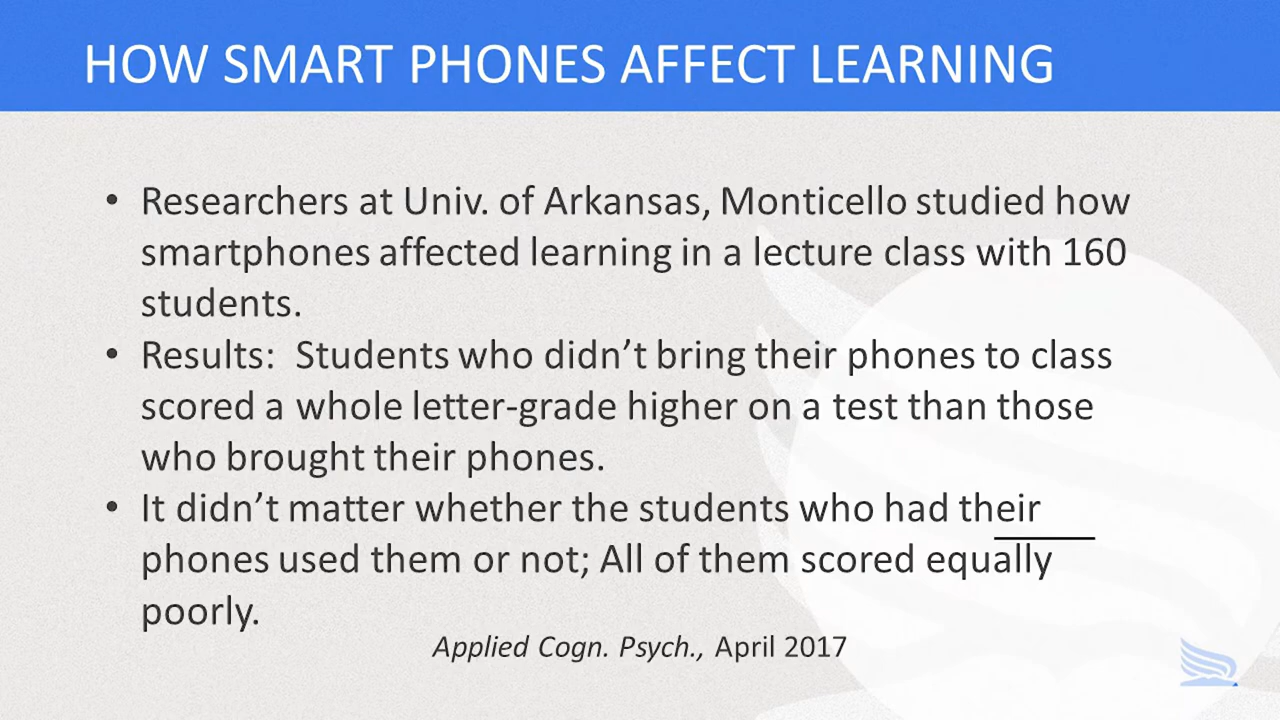 HOW SMART PHONES AFFECT LEARNING
• Researchers at Univ. of Arkansas, Monticello studied how
smartphones affected learning in a lecture class with 160
students.
• Results:  Students who didn’t bring their phones to class
scored a whole letter-grade higher on a test than those
who brought their phones.
• It didn’t matter whether the students who had their
phones used them or not; All of them scored equally
poorly.
Applied Cogn. Psych., April 2017